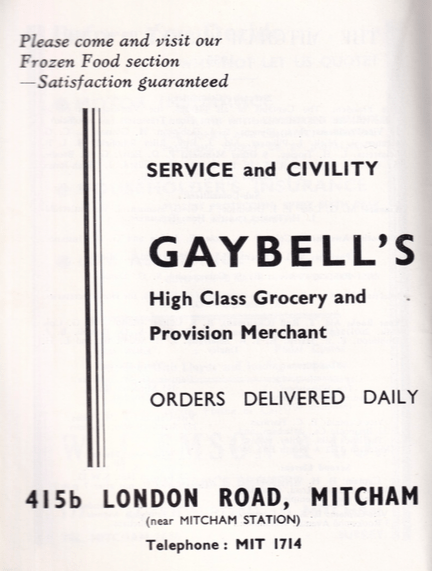 Please come and visit our
Frozen Food section
—Satisfaction guaranteed
SERVICE and CIVILITY
GAYBELL'S
High Class Grocery and
Provision Merchant
ORDERS DELIVERED DAILY
415b LONDON ROAD, MITCHAM
(near MITCHAM STATION)
Telephone : MIT 1714